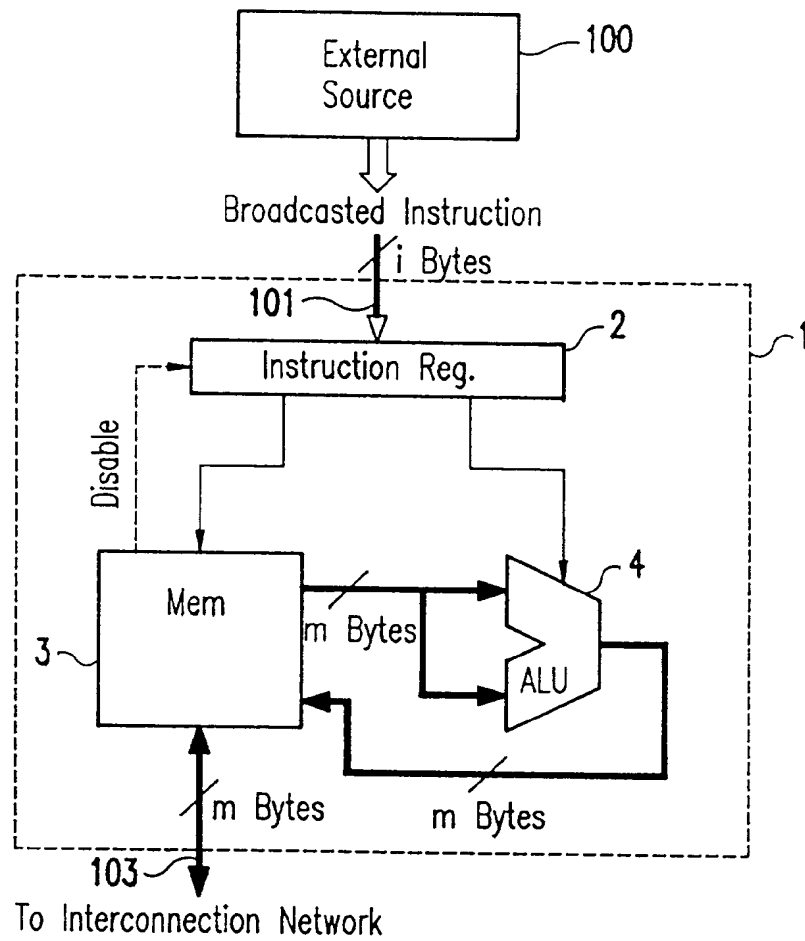 External
Source
100
Broadcasted Instruction
i Bytes
101
2
1
Instruction Reg.
Disable
4
Mem
m Bytes
3
ALU
m Bytes
m Bytes
103
To Interconnection Network